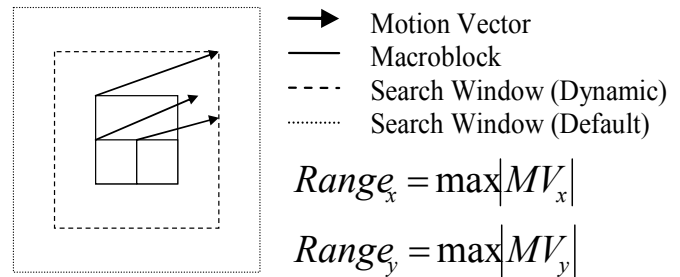 Motion Vector
Macroblock
Search Window (Dynamic)
Search Window (Default)
Range_x = max|MV_x|
Range_y = max|MV_y|